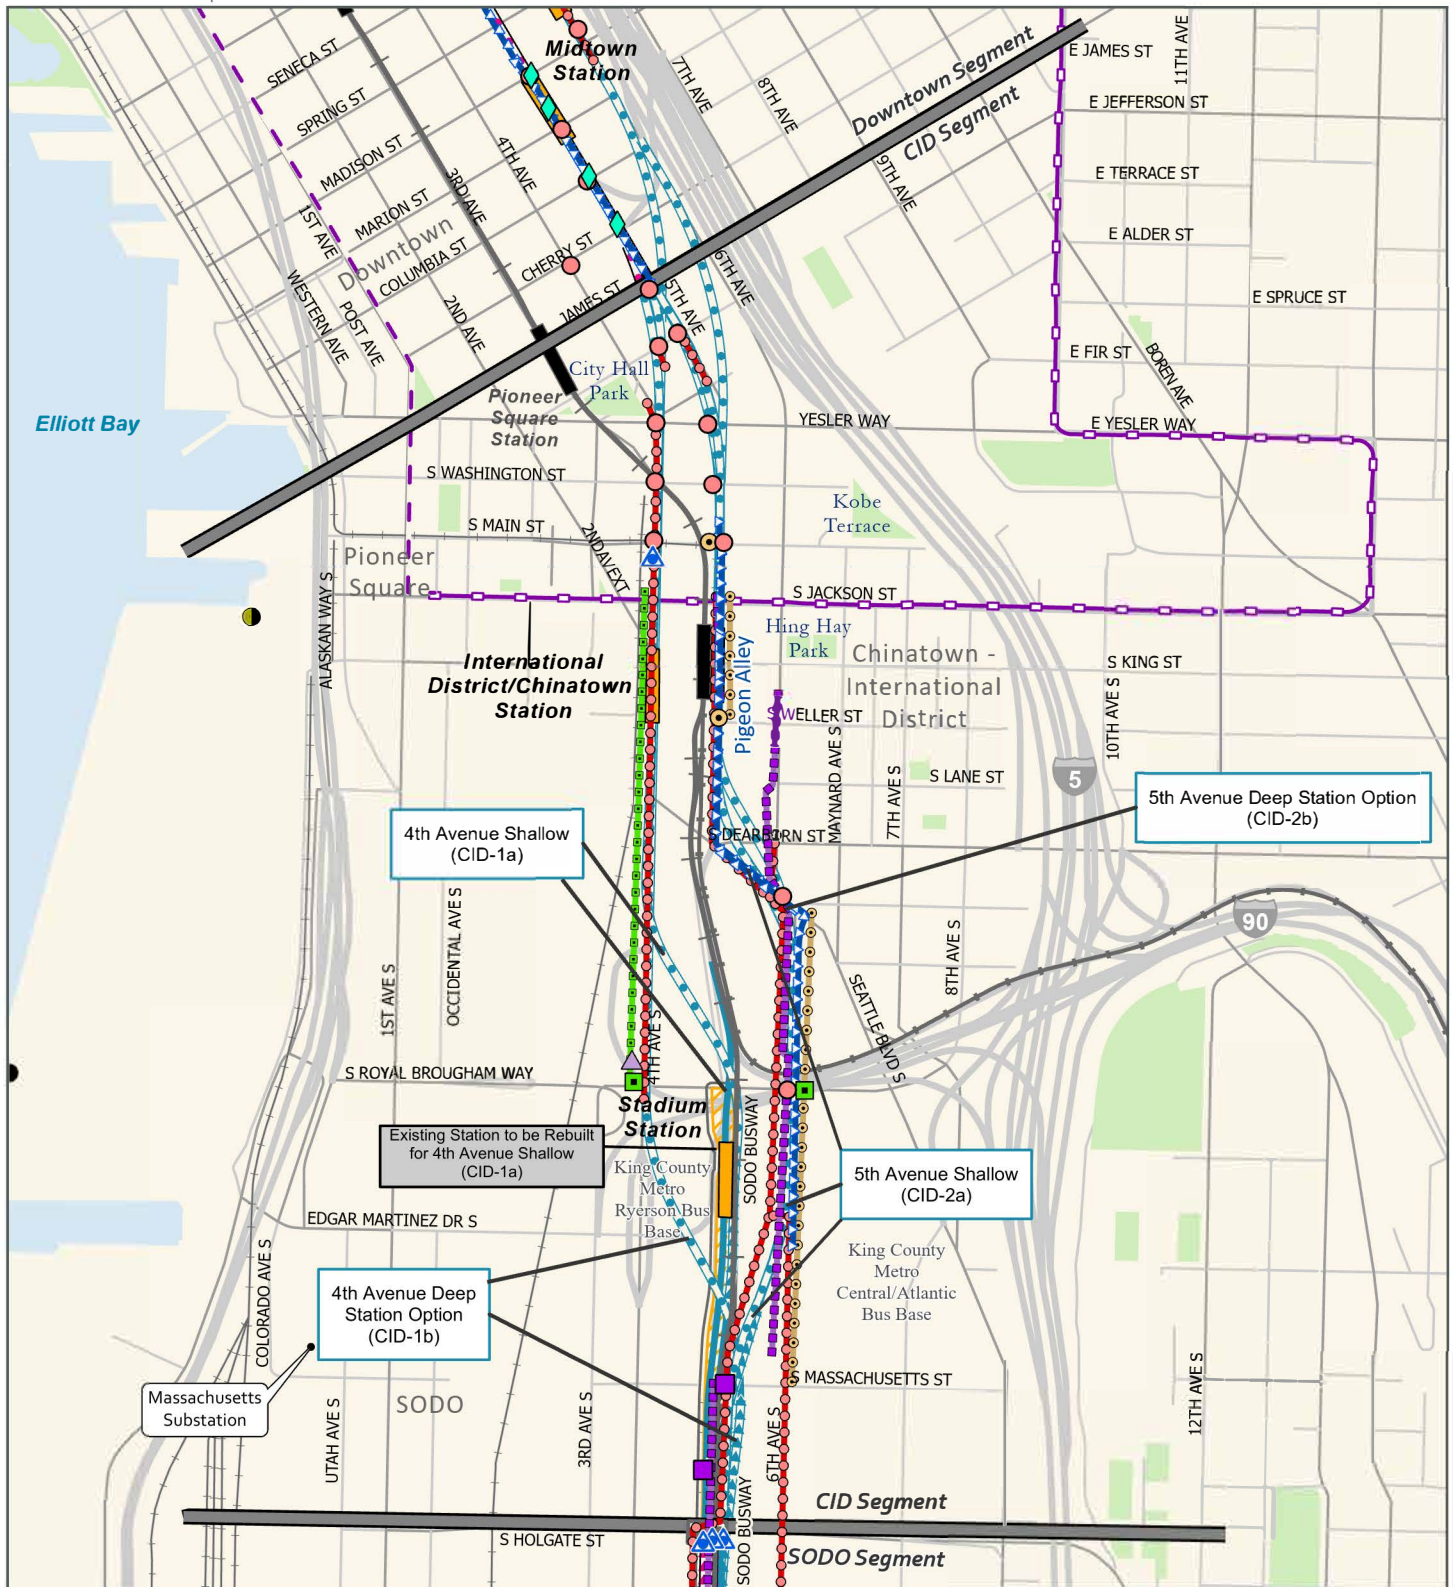 Midtown
Station
SENECA ST
SPRING ST
MADISON ST
MARION ST
COLUMBIA ST
CHERRY ST
JAMES ST
Downtown
1ST AVE
WESTERN AVE
POST AVE
2ND AVE
3RD AVE
4TH AVE
5TH AVE
6TH AVE
7TH AVE
8TH AVE
9TH AVE
Downtown Segment
CID Segment
E JAMES ST
11TH AVE
E JEFFERSON ST
E TERRACE ST
E ALDER ST
E SPRUCE ST
E FIR ST
BOREN AVE
E YESLER WAY
YESLER WAY
City Hall
Park
Pioneer
Square
Station
Elliott Bay
S WASHINGTON ST
S MAIN ST
2ND AV EXT
Kobe
Terrace
Pioneer
Square
ALASKAN WAY S
S JACKSON ST
Hing Hay
Park
International
District/Chinatown
Station
Pigeon Alley
Chinatown -
International
District
S KING ST
S WELLER ST
10TH AVE S
MAYNARD AVE S
7TH AVE S
S LANE ST
5
S DEARBORN ST
5th Avenue Deep Station Option
(CID-2b)
4th Avenue Shallow
(CID-1a)
OCCIDENTAL AVE S
1ST AVE S
4TH AVE S
8TH AVE S
SEATTLE BLVD S
90
S ROYAL BROUGHAM WAY
Stadium
Station
SODO BUSWAY
Existing Station to be Rebuilt
for 4th Avenue Shallow
(CID-1a)
King County
Metro
Ryerson Bus
Base
5th Avenue Shallow
(CID-2a)
EDGAR MARTINEZ DR S
COLORADO AVE S
King County
Metro
Central/Atlantic
Bus Base
4th Avenue Deep
Station Option
(CID-1b)
Massachusetts
Substation
SODO
S MASSACHUSETTS ST
UTAH AVE S
3RD AVE S
6TH AVE S
12TH AVE S
SODO BUSWAY
CID Segment
S HOLGATE ST
SODO Segment